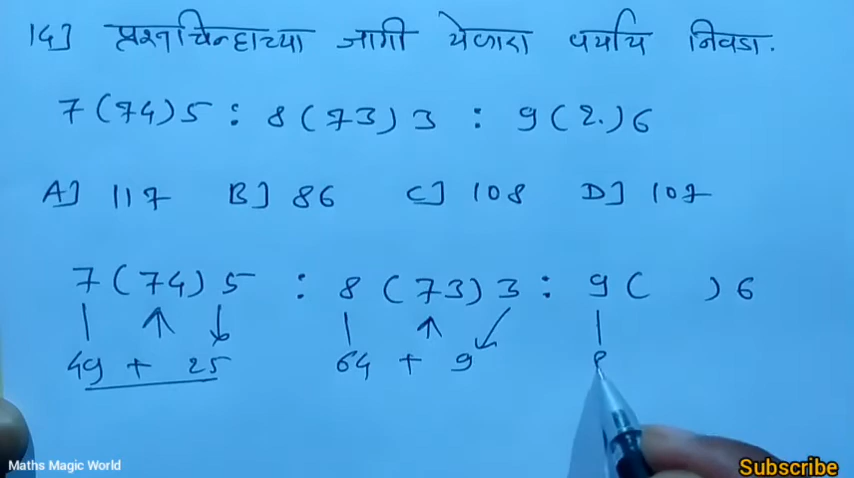 14] प्रश्नचिन्हाच्या जागी येणारा पर्याय निवडा.
7 (74) 5 : 8 (73) 3 : 9 (?.) 6
A] 117 B] 86 C] 108 D] 107
7 (74) 5 : 8 (73) 3 : 9 ( ) 6
49 + 25 64 + 9 8
Maths Magic World
Subscribe